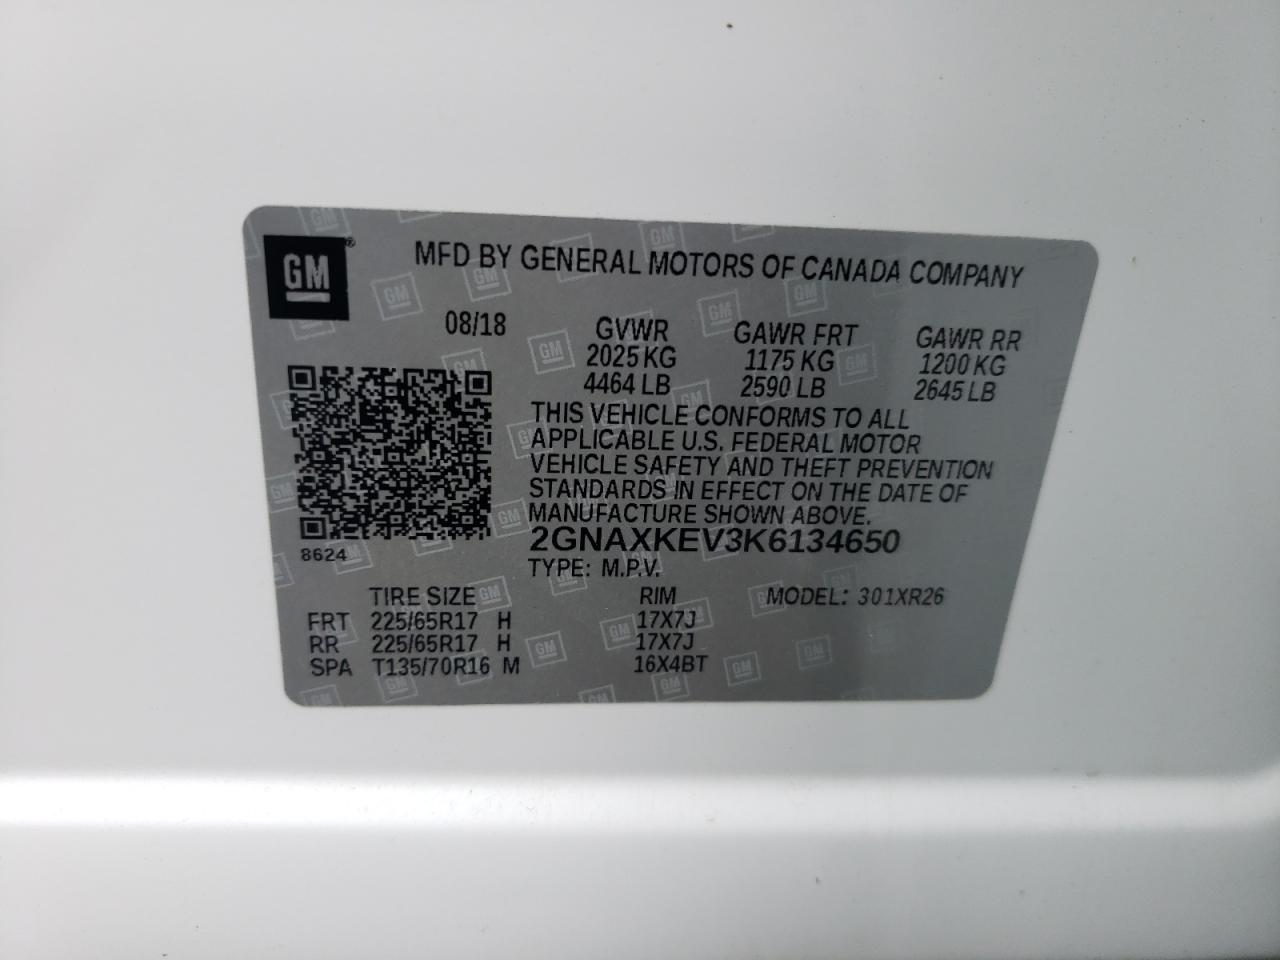 GM
MFD BY GENERAL MOTORS OF CANADA COMPANY
08/18 GVWR GAWR FRT GAWR RR
2025 KG 1175 KG 1200 KG
4464 LB 2590 LB 2645 LB
THIS VEHICLE CONFORMS TO ALL
APPLICABLE U.S. FEDERAL MOTOR
VEHICLE SAFETY AND THEFT PREVENTION
STANDARDS IN EFFECT ON THE DATE OF
MANUFACTURE SHOWN ABOVE.
2GNAXKEV3K6134650
8624
TYPE: M.P.V.
TIRE SIZE RIM MODEL: 301XR26
FRT 225/65R17 H 17X7J
RR 225/65R17 H 17X7J
SPA T135/70R16 M 16X4BT